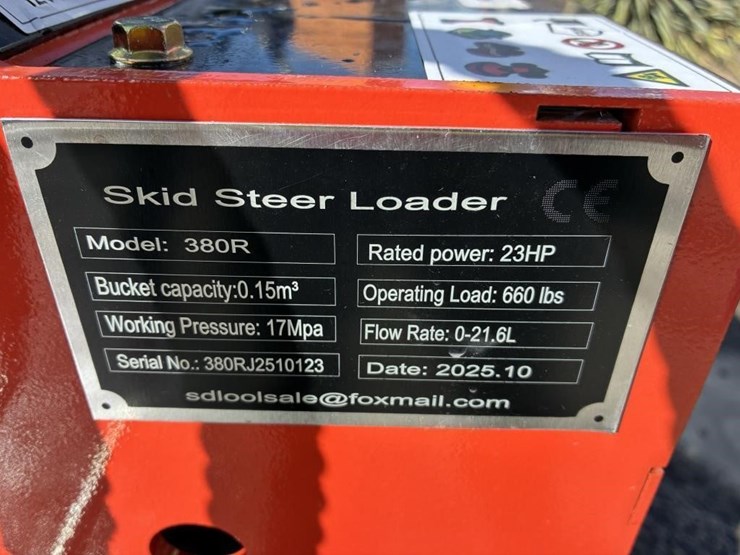 Skid Steer Loader CE
Model: 380R
Rated power: 23HP
Bucket capacity:0.15m³
Operating Load: 660 lbs
Working Pressure: 17Mpa
Flow Rate: 0-21.6L
Serial No.: 380RJ2510123
Date: 2025.10
sdloolsale@foxmail.com